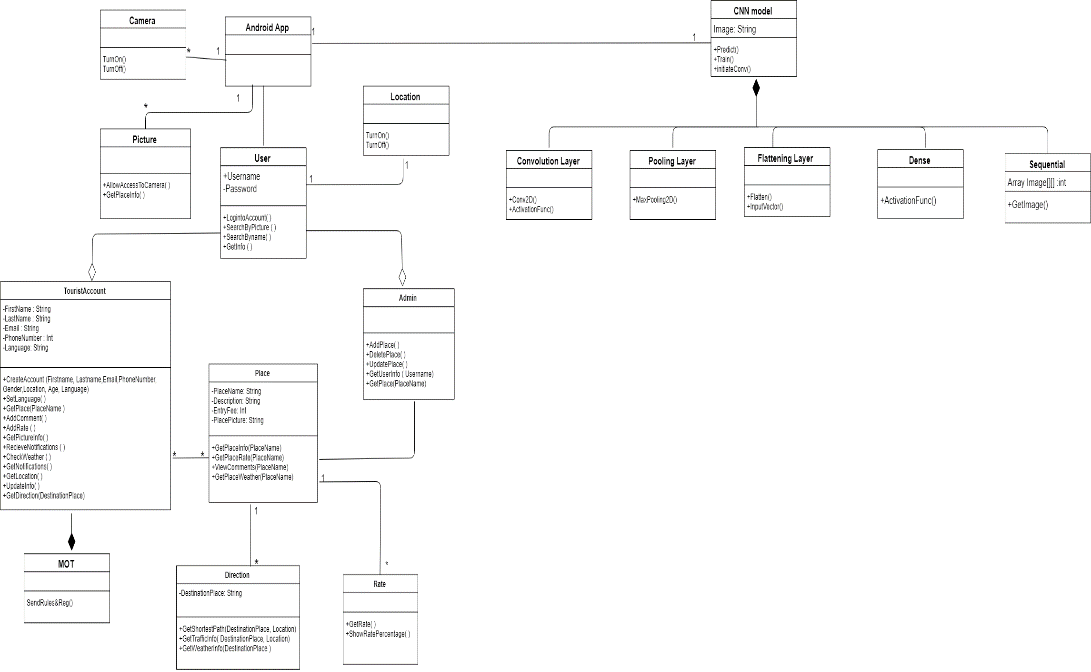 Camera
TurnOn()
TurnOff()
Android App
CNN model
Image: String
+Predict()
+Train()
+initiateConv()
1
1
*
1
1
*
Picture
+AllowAccessToCamera( )
+GetPlaceInfo( )
Location
TurnOn()
TurnOff()
1
1
User
+Username
-Password
+LogintoAccount( )
+SearchByPicture ( )
+SearchByname( )
+GetInfo ( )
Convolution Layer
+Conv2D()
+ActivationFunc()
Pooling Layer
+MaxPooling2D()
Flattening Layer
+Flatten()
+InputVector()
Dense
+ActivationFunc()
Sequential
Array Image[][] :int
+GetImage()
TouristAccount
-FirstName : String
-LastName : String
-Email : String
-PhoneNumber : Int
-Language: String
+CreateAccount (Firstname, Lastname,Email,PhoneNumber,
Gender,Location, Age, Language)
+SetLanguage( )
+GetPlace(PlaceName )
+AddComment( )
+AddRate ( )
+GetPictureInfo( )
+RecieveNotifications ( )
+CheckWeather ( )
+GetNotifications( )
+GetLocation( )
+UpdateInfo( )
+GetDirection(DestinationPlace)
Admin
+AddPlace( )
+DeletePlace( )
+UpdatePlace( )
+GetUserInfo ( Username)
+GetPlace(PlaceName)
Place
-PlaceName: String
-Description: String
-EntryFee: Int
-PlacePicture: String
+GetPlaceInfo(PlaceName)
+GetPlaceRate(PlaceName)
+ViewComments(PlaceName)
+GetPlaceWeather(PlaceName)
*
*
1
1
*
*
MOT
SendRules&Reg()
Direction
-DestinationPlace: String
+GetShortestPath(DestinationPlace, Location)
+GetTrafficInfo( DestinationPlace, Location)
+GetWeatherInfo(DestinationPlace )
Rate
+GetRate( )
+ShowRatePercentage( )